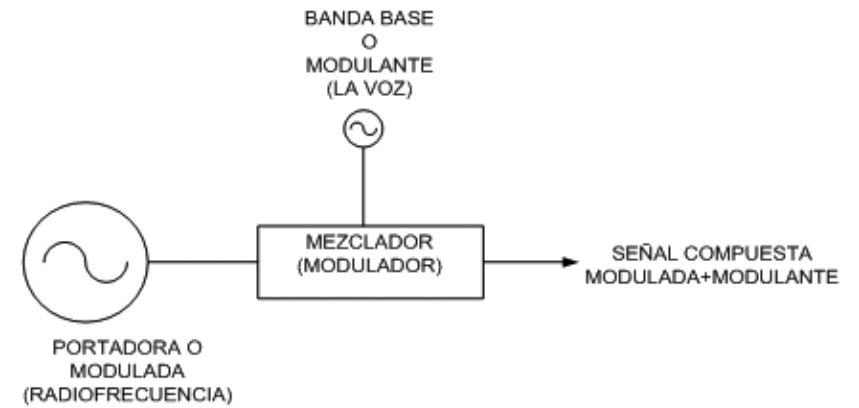 BANDA BASE
O
MODULANTE
(LA VOZ)
MEZCLADOR
(MODULADOR)
SEÑAL COMPUESTA
MODULADA+MODULANTE
PORTADORA O
MODULADA
(RADIOFRECUENCIA)